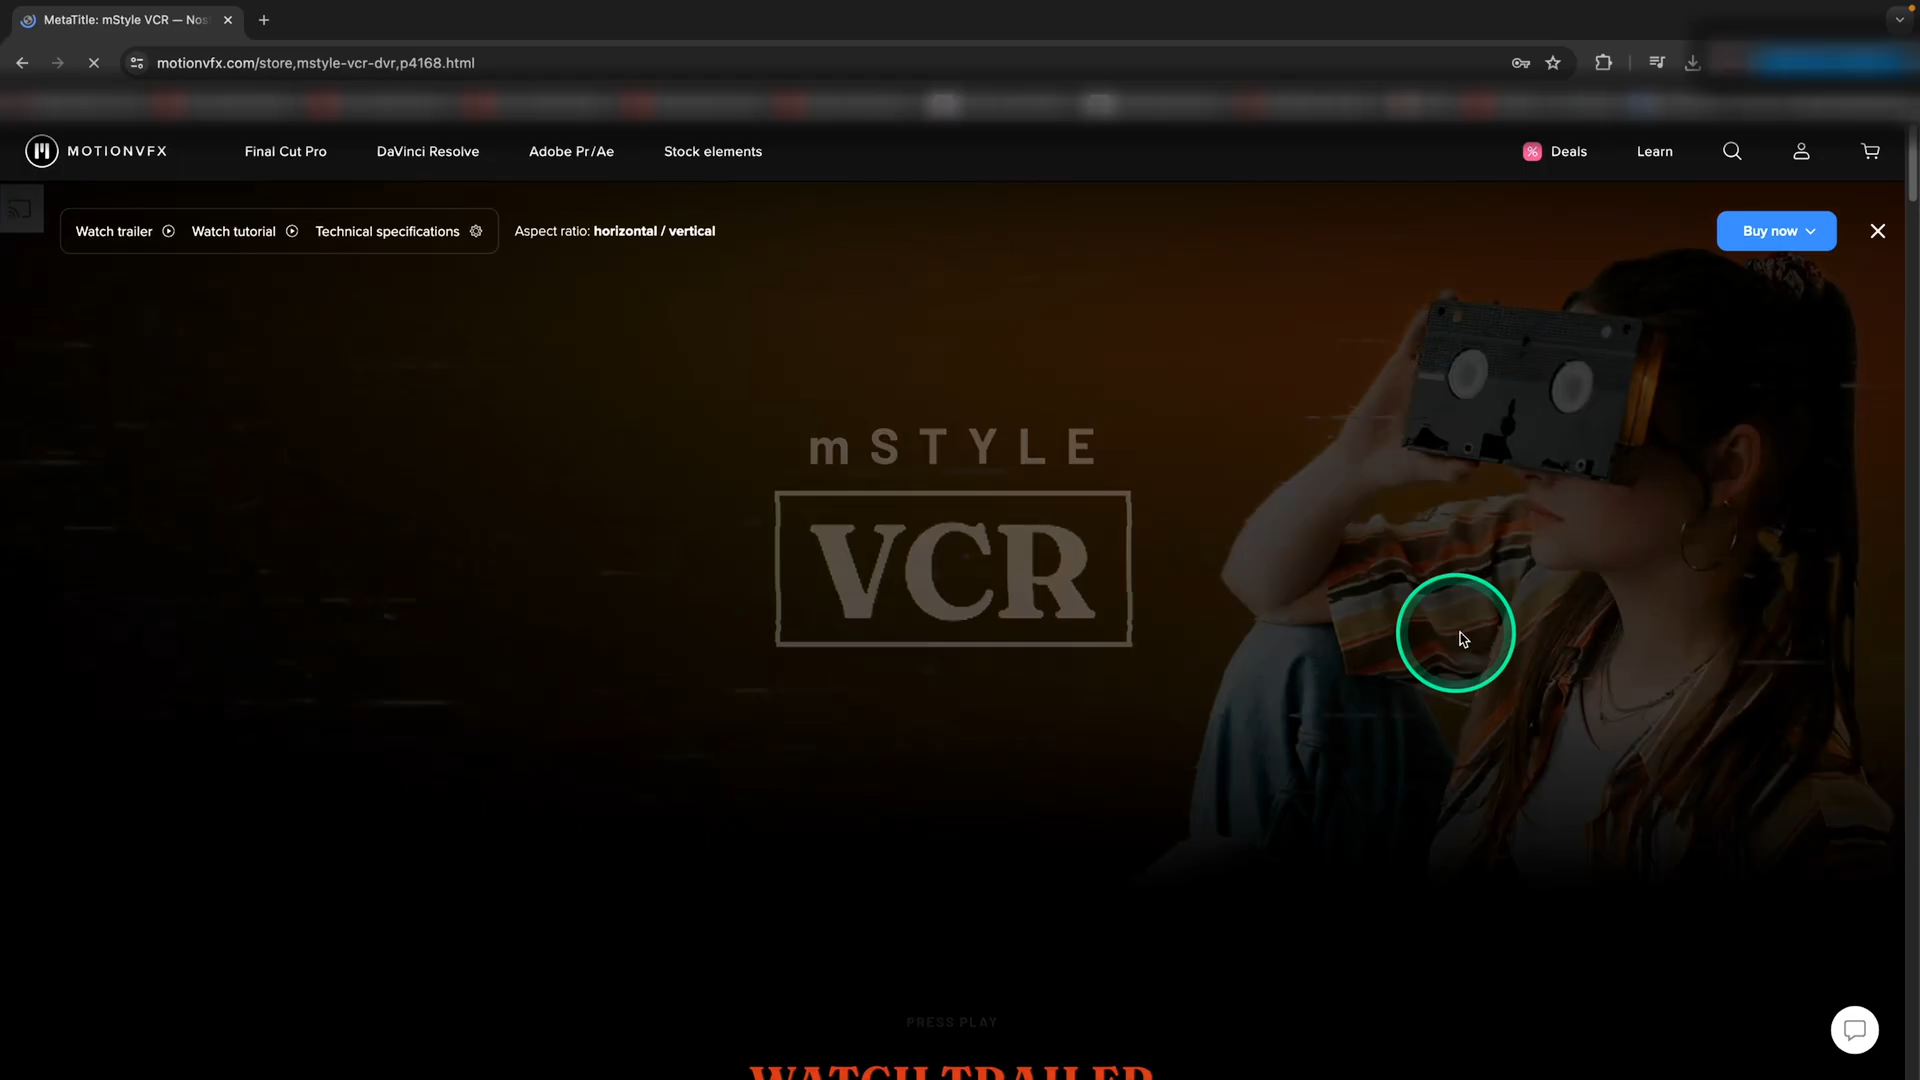 MetaTitle: mStyle VCR — Nos
motionvfx.com/store,mstyle-vcr-dvr,p4168.html
MOTIONVFX
Final Cut Pro
DaVinci Resolve
Adobe Pr/Ae
Stock elements
% Deals
Learn
Watch trailer
Watch tutorial
Technical specifications
Aspect ratio: horizontal / vertical
Buy now
mSTYLE
VCR
PRESS PLAY
WATCH TRAILER